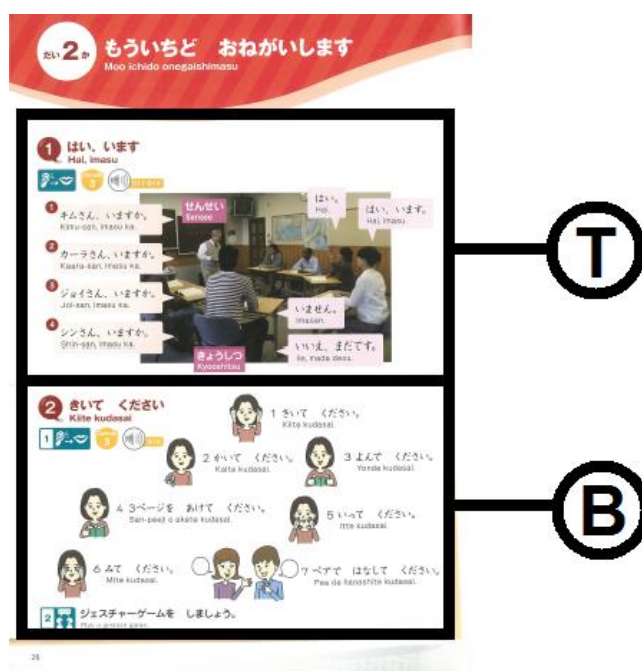 だい2か
もういちど おねがいします
Moo ichido onegaishimasu
1 はい、います
Hai, imasu
せんせい
Sensee
はい。
Hai.
はい、います。
Hai, imasu.
1 キムさん、いますか。
Kimu-san, imasu ka.
2 カーラさん、いますか。
Kaara-san, imasu ka.
3 ジョイさん、いますか。
Joi-san, imasu ka.
4 シンさん、いますか。
Shin-san, imasu ka.
いません。
Imasen.
いいえ、まだです。
Iie, mada desu.
きょうしつ
Kyooshitsu
T
2 きいて ください
Kiite kudasai
1
1 きいて ください。
Kiite kudasai.
2 かいて ください。
Kaite kudasai.
3 よんで ください。
Yonde kudasai.
4 3ページを あけて ください。
San-peeji o akete kudasai.
5 いって ください。
Itte kudasai.
6 みて ください。
Mite kudasai.
7 ペアで はなして ください。
Pea de hanashite kudasai.
2 ジェスチャーゲームを しましょう。
Play a gesture game.
B
26